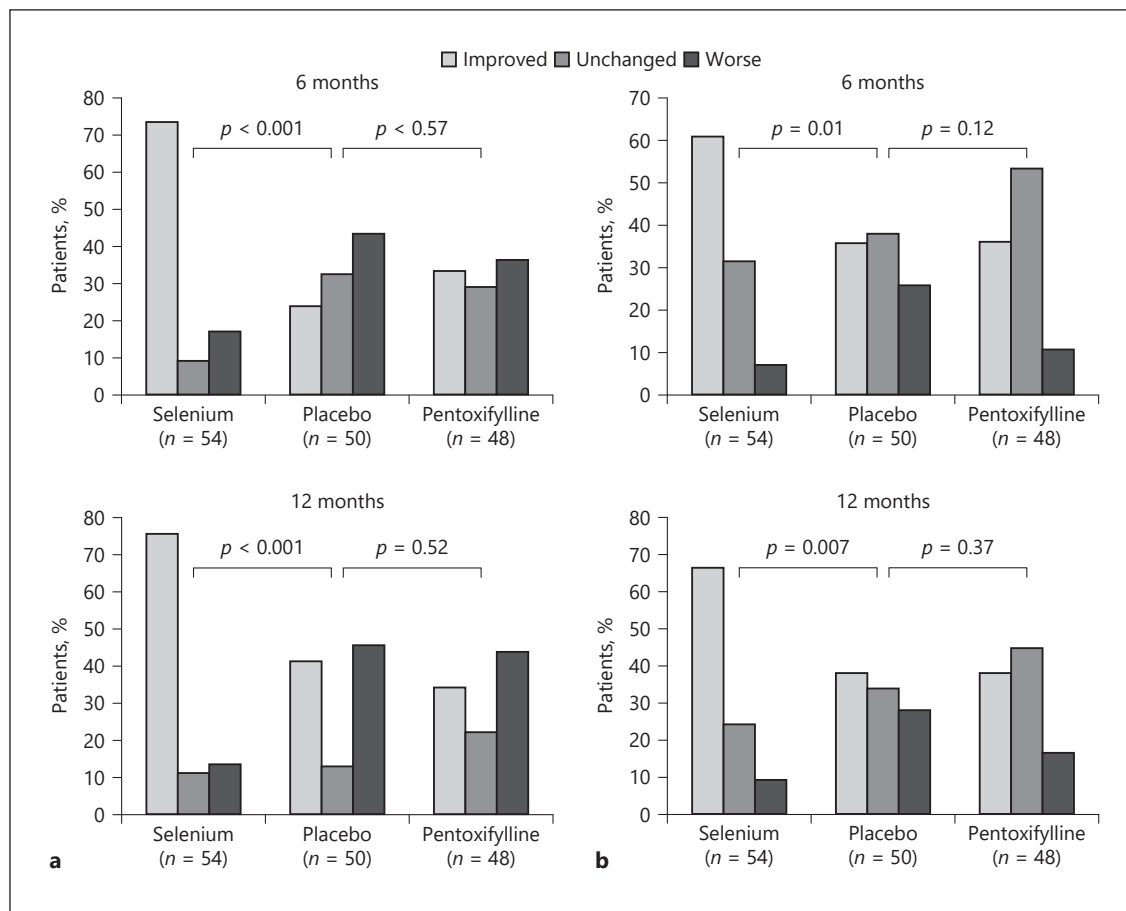 Improved Unchanged Worse
6 months
80
70
60
50
40
30
20
10
0
Patients, %
p < 0.001
p < 0.57
Selenium Placebo Pentoxifylline
(n = 54) (n = 50) (n = 48)
6 months
70
60
50
40
30
20
10
0
Patients, %
p = 0.01
p = 0.12
Selenium Placebo Pentoxifylline
(n = 54) (n = 50) (n = 48)
12 months
80
70
60
50
40
30
20
10
0
Patients, %
p < 0.001
p = 0.52
Selenium Placebo Pentoxifylline
(n = 54) (n = 50) (n = 48)
a
12 months
80
70
60
50
40
30
20
10
0
Patients, %
p = 0.007
p = 0.37
Selenium Placebo Pentoxifylline
(n = 54) (n = 50) (n = 48)
b